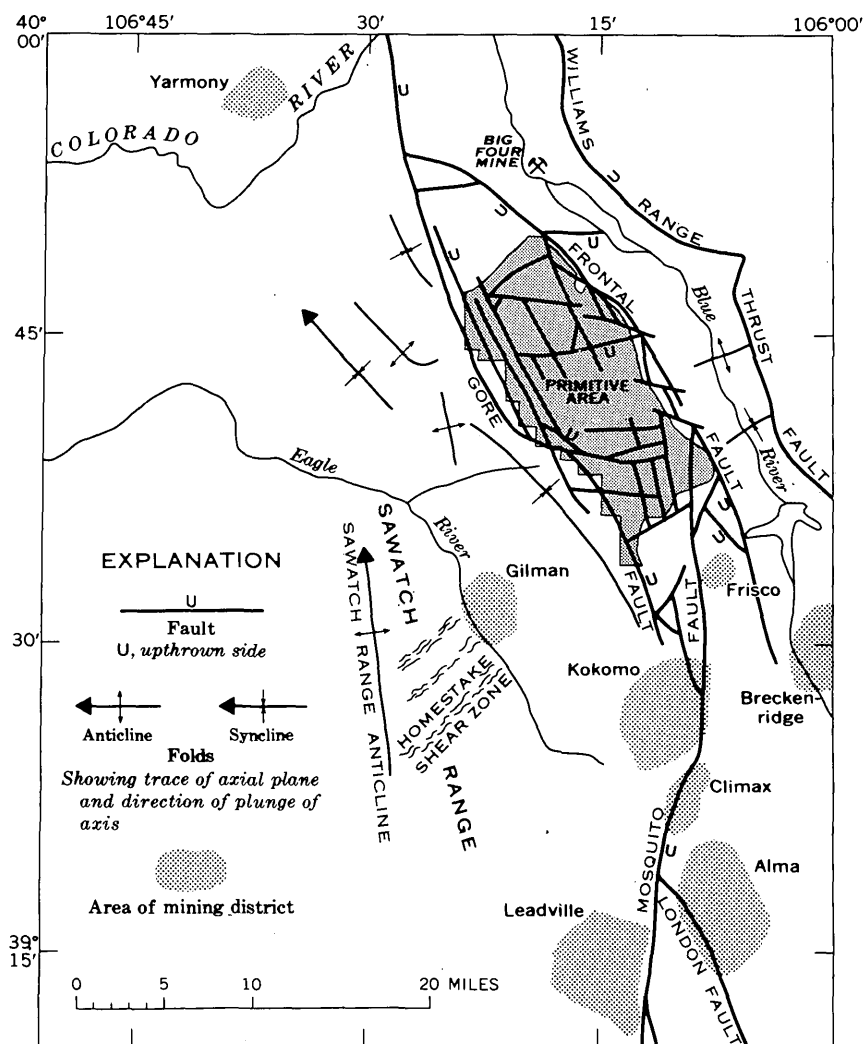 40°
00′
106°45′
30′
15′
106°00′
Yarmony
COLORADO RIVER
WILLIAMS RANGE THRUST FAULT
BIG
FOUR
MINE
U
U
U
U
U
FRONTAL FAULT
Blue River
45′
GORE FAULT
PRIMITIVE
AREA
U
U
Eagle River
U
U
U
SAWATCH RANGE
SAWATCH RANGE ANTICLINE
Gilman
Frisco
HOMESTAKE
SHEAR ZONE
30′
Kokomo
Brecken-
ridge
Climax
MOSQUITO FAULT
U
Alma
LONDON FAULT
Leadville
39°
15′
EXPLANATION
U
Fault
U, upthrown side
Anticline
Syncline
Folds
Showing trace of axial plane
and direction of plunge of
axis
Area of mining district
0 5 10 20 MILES